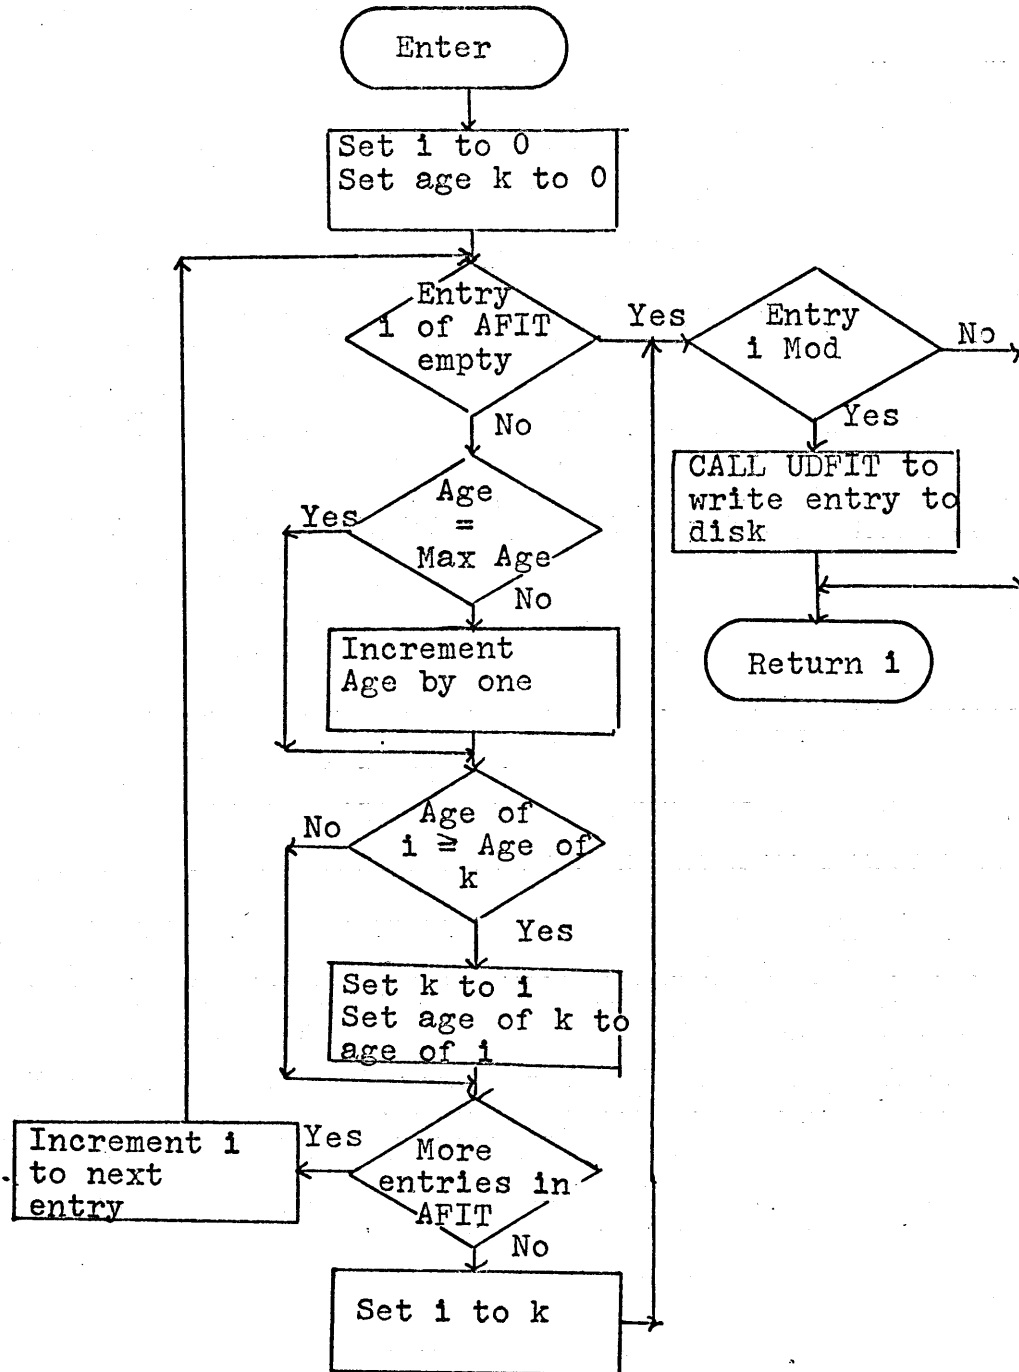 Enter
Set i to 0
Set age k to 0
Entry
i of AFIT
empty
Yes
No
Entry
i Mod
No
Yes
CALL UDFIT to
write entry to
disk
Return i
Age
=
Max Age
Yes
No
Increment
Age by one
Age of
i ≥ Age of
k
No
Yes
Set k to i
Set age of k to
age of i
More
entries in
AFIT
Yes
Increment i
to next
entry
No
Set i to k